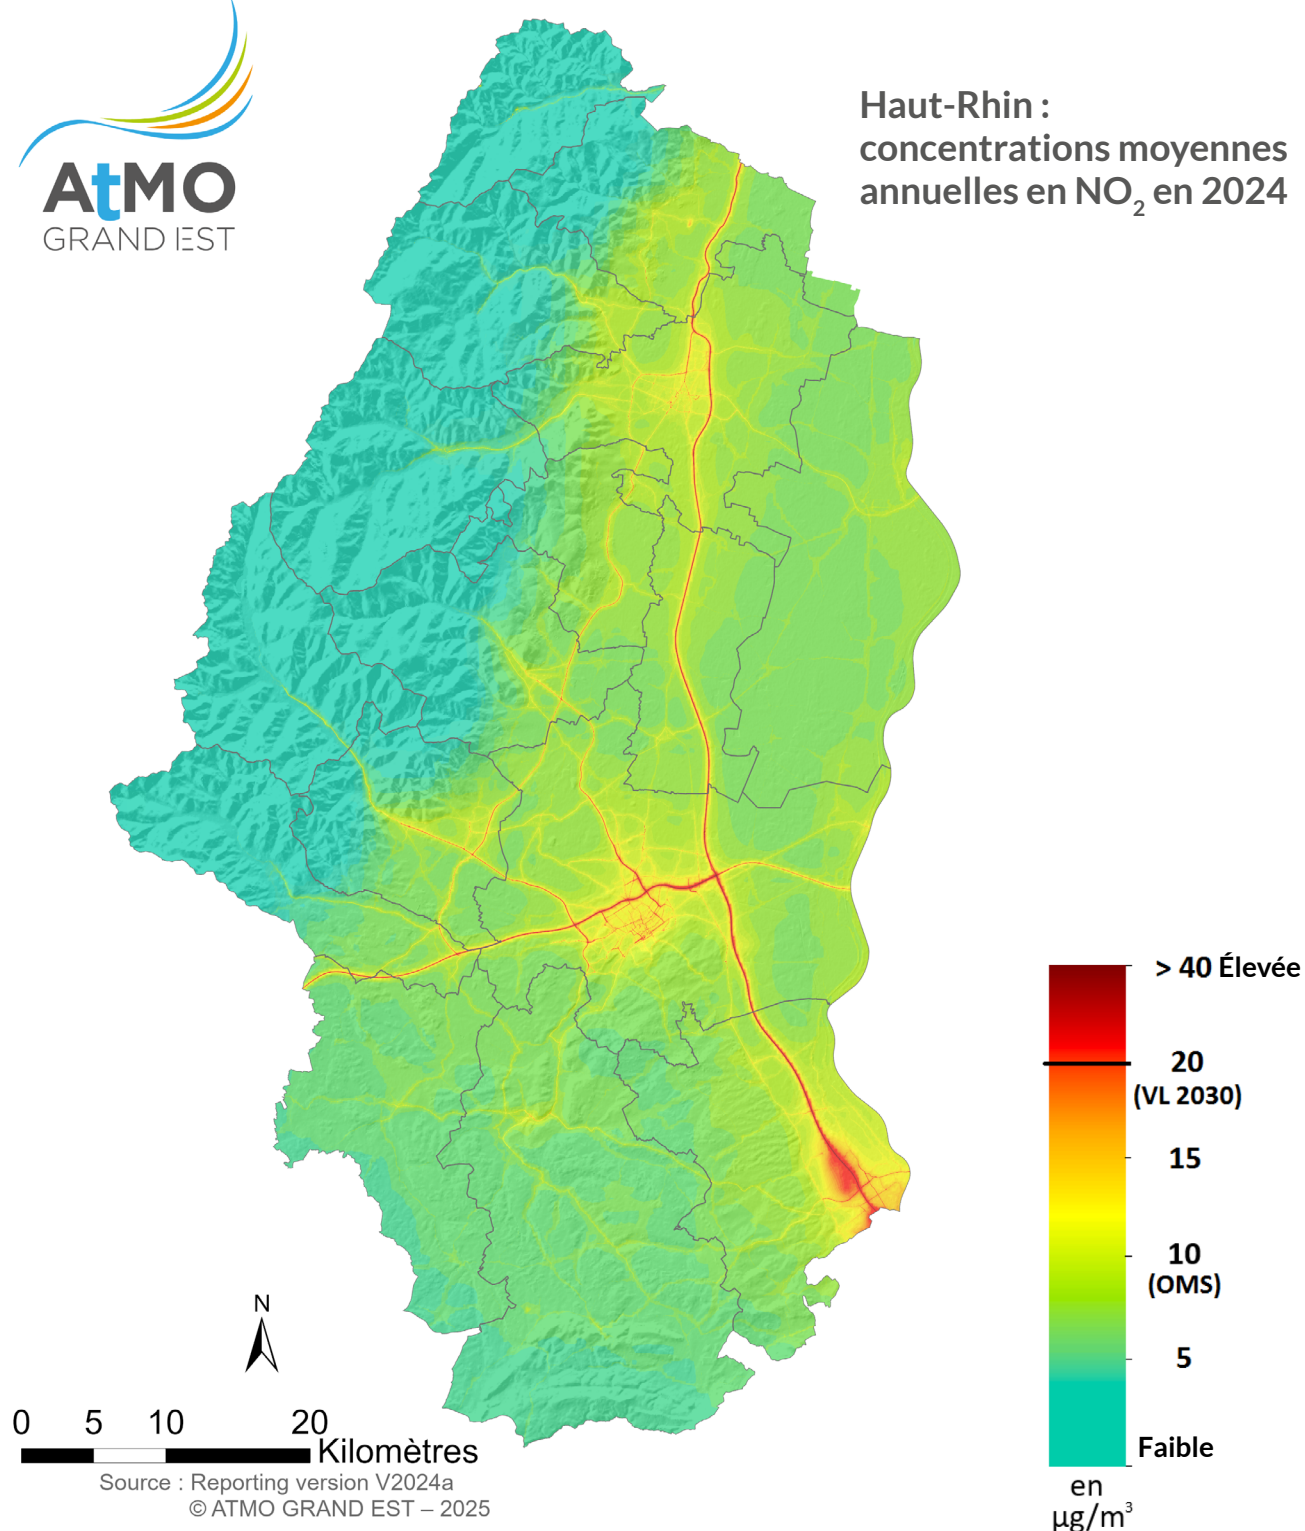 AtMO
GRAND EST
Haut-Rhin :
concentrations moyennes
annuelles en NO₂ en 2024
> 40 Élevée
20
(VL 2030)
15
10
(OMS)
5
Faible
en
µg/m³
N
0 5 10 20
Kilomètres
Source : Reporting version V2024a
© ATMO GRAND EST – 2025